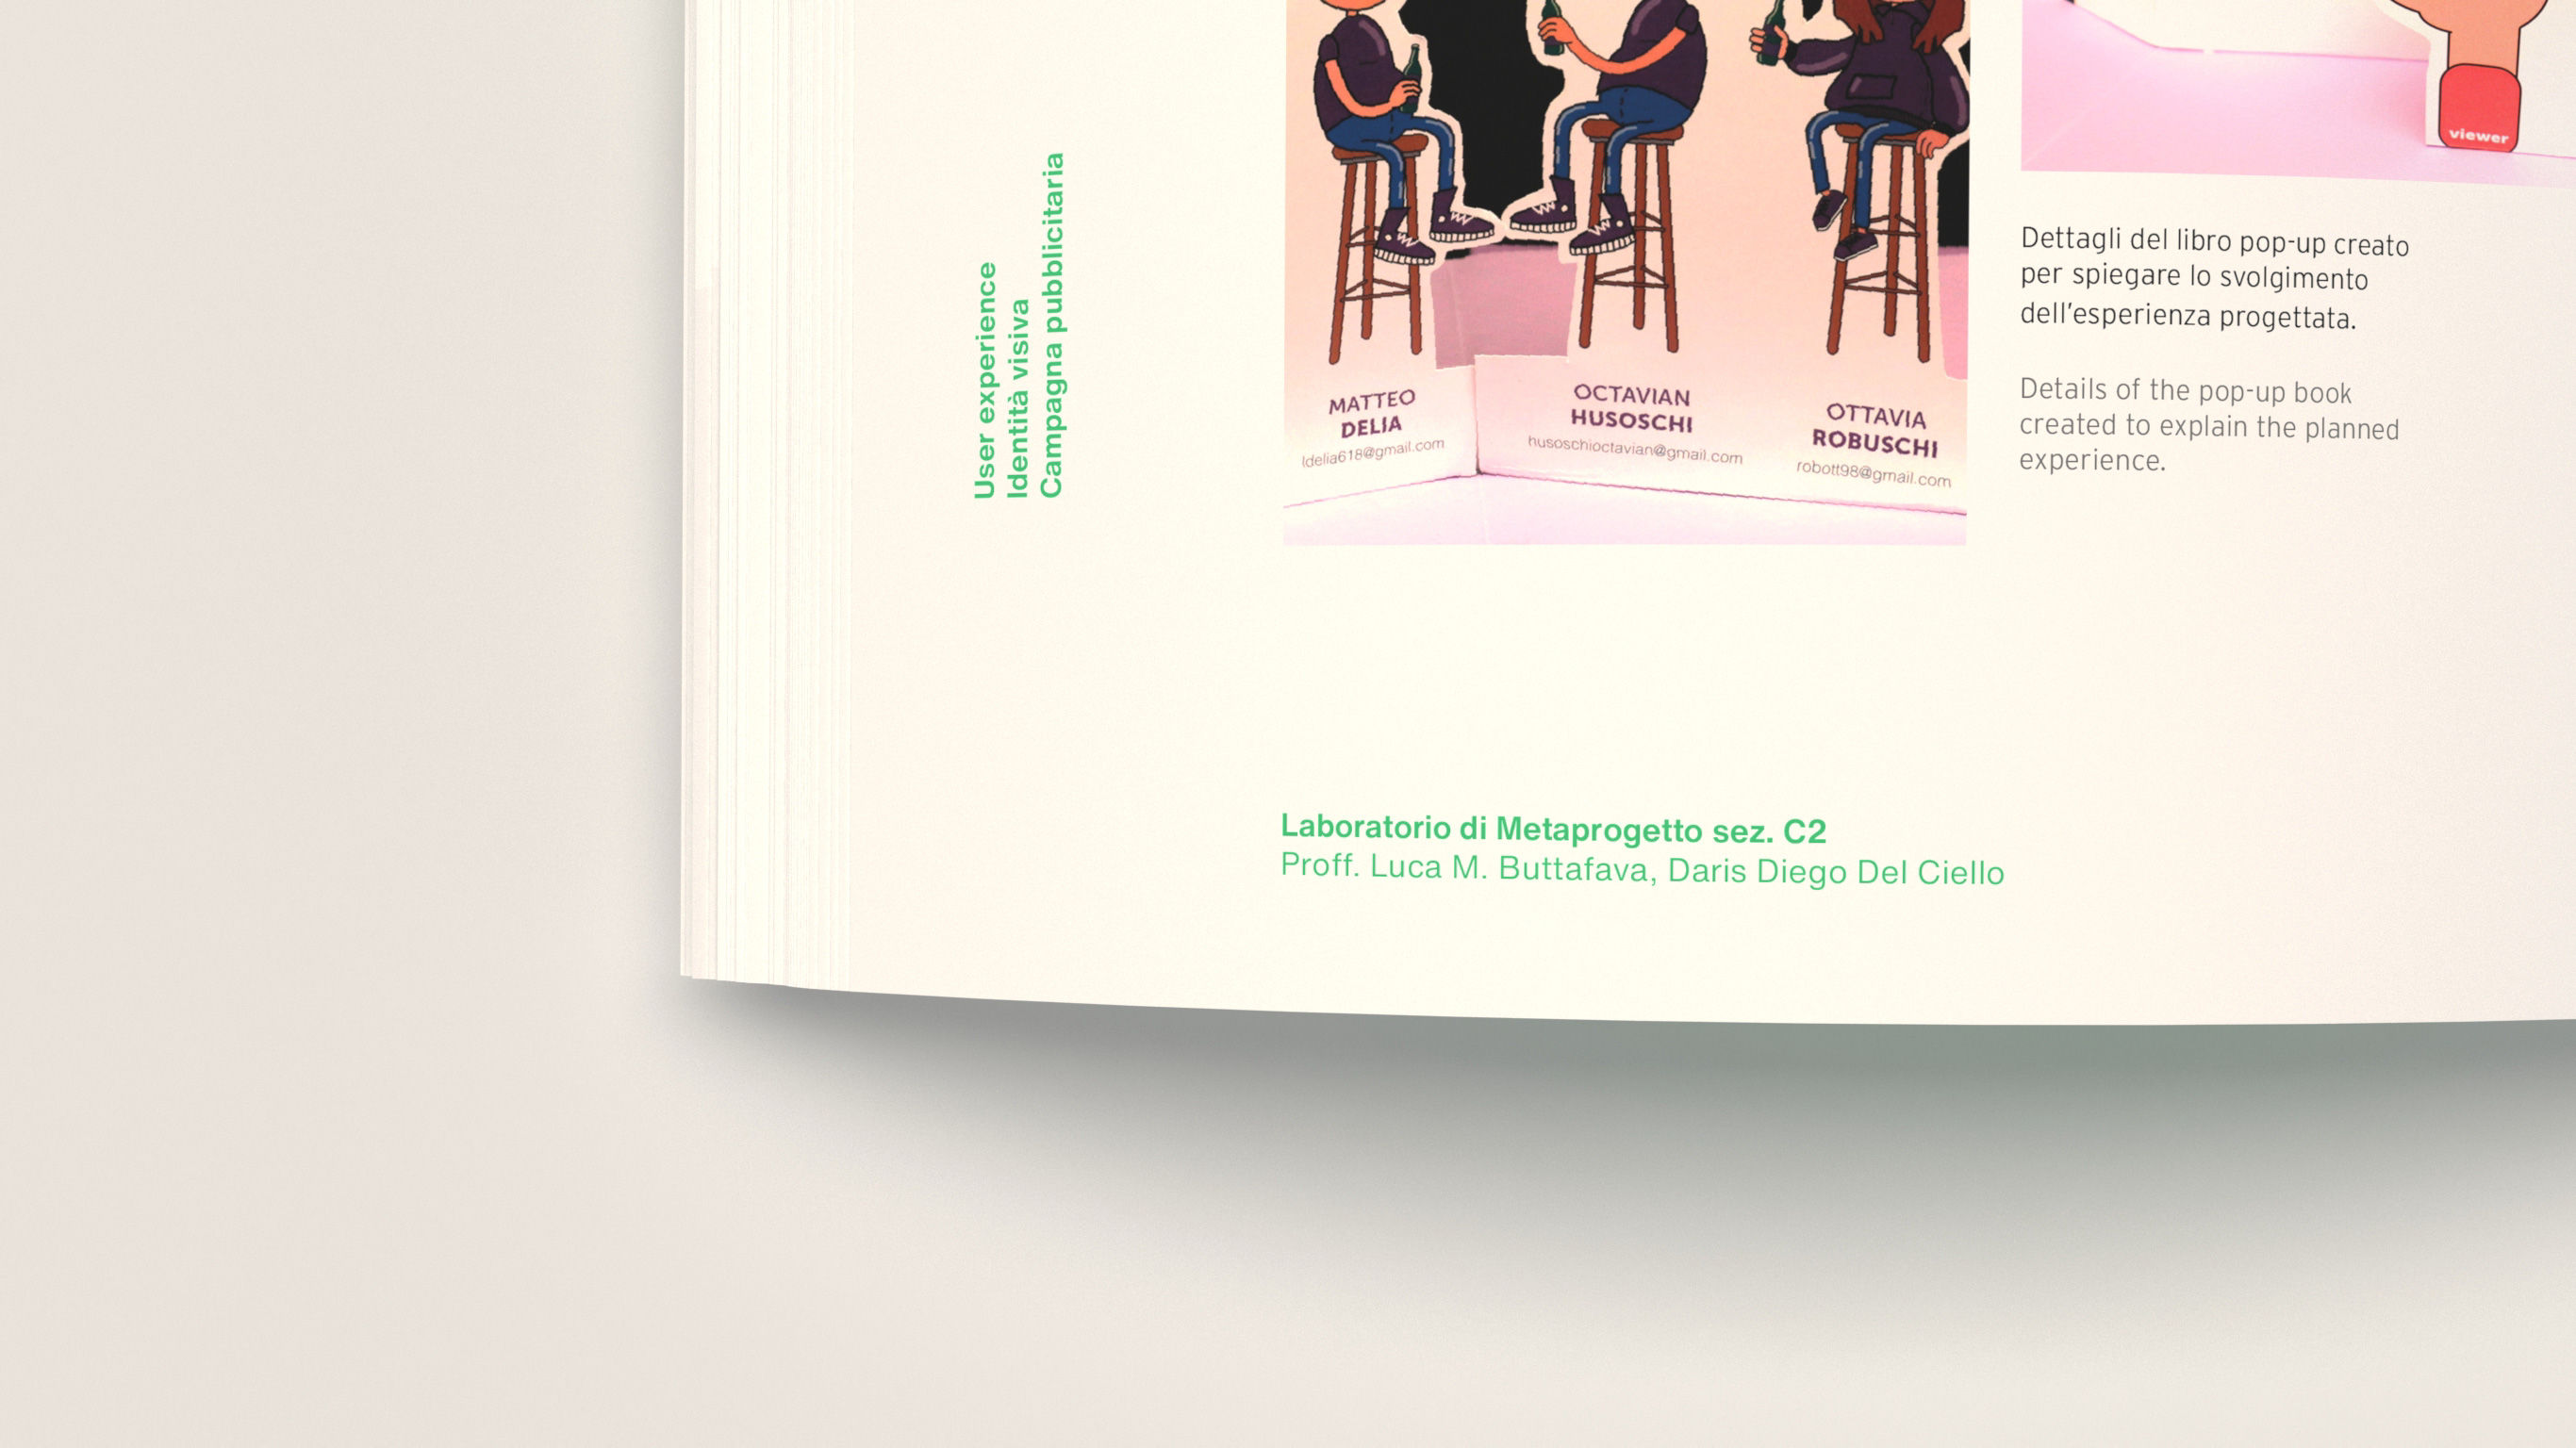 User experience
Identità visiva
Campagna pubblicitaria
MATTEO
DELIA
ldelia618@gmail.com
OCTAVIAN
HUSOSCHI
husoschioctavian@gmail.com
OTTAVIA
ROBUSCHI
robott98@gmail.com
viewer
Dettagli del libro pop-up creato
per spiegare lo svolgimento
dell’esperienza progettata.
Details of the pop-up book
created to explain the planned
experience.
Laboratorio di Metaprogetto sez. C2
Proff. Luca M. Buttafava, Daris Diego Del Ciello